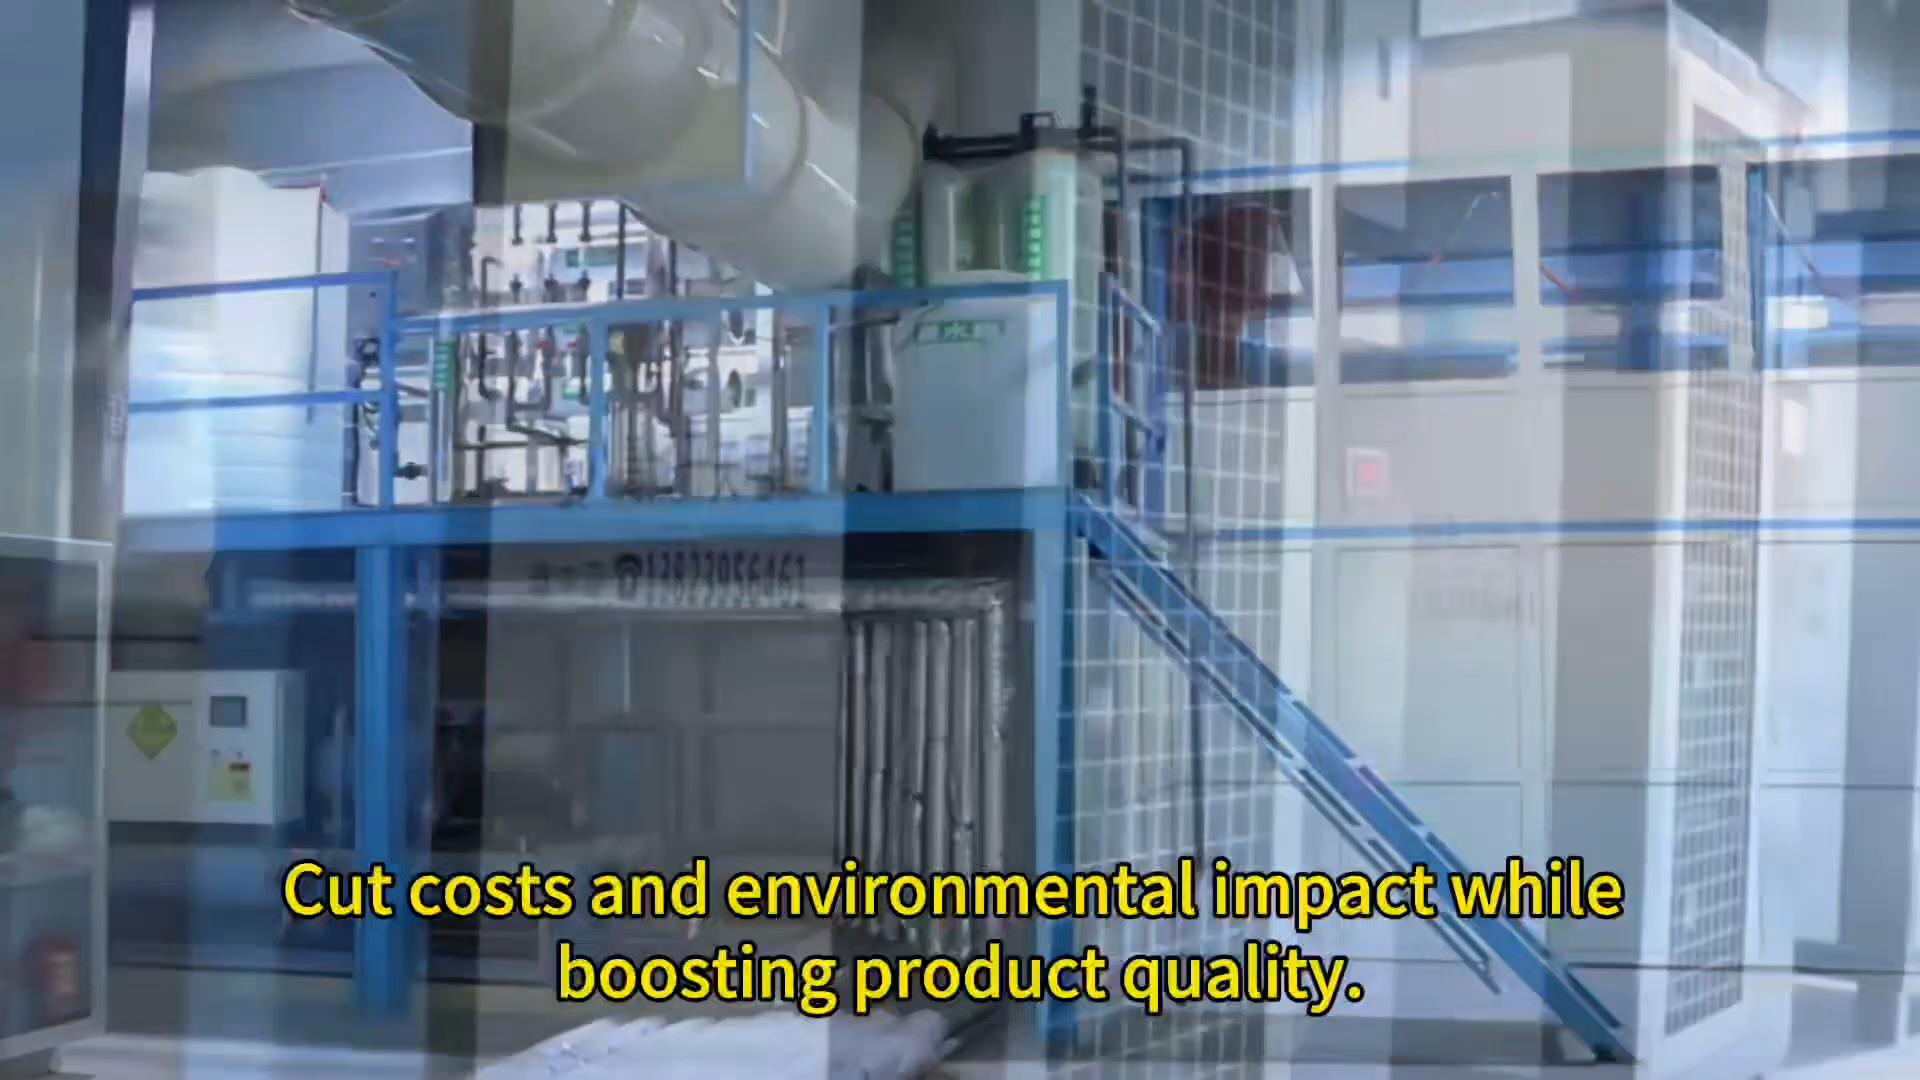 Cut costs and environmental impact while
boosting product quality.